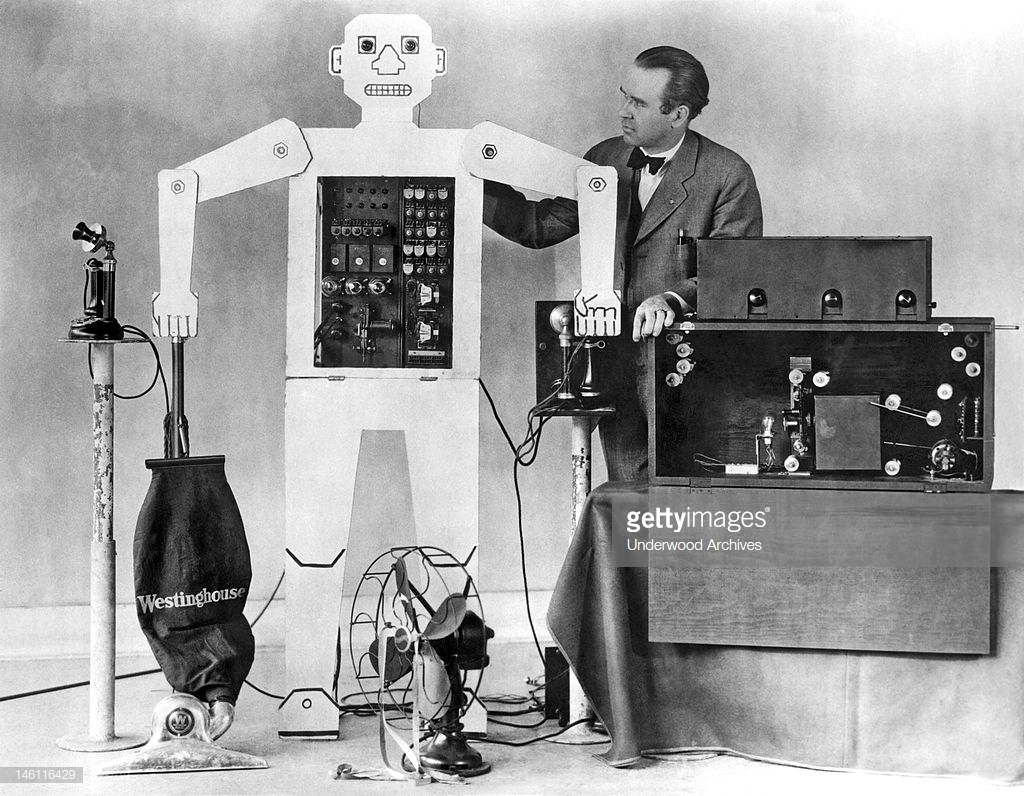 Westinghouse
W
gettyimages®
Underwood Archives
146116429